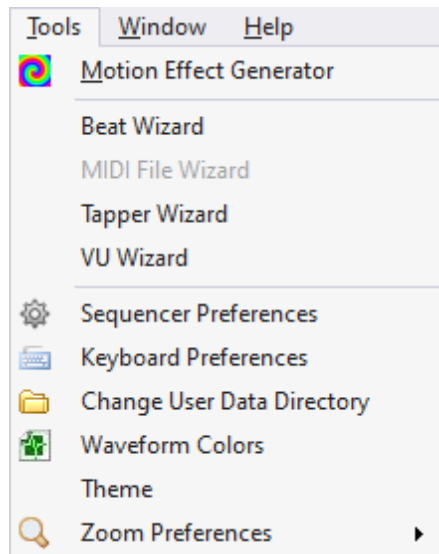 Tools Window Help
Motion Effect Generator
Beat Wizard
MIDI File Wizard
Tapper Wizard
VU Wizard
Sequencer Preferences
Keyboard Preferences
Change User Data Directory
Waveform Colors
Theme
Zoom Preferences